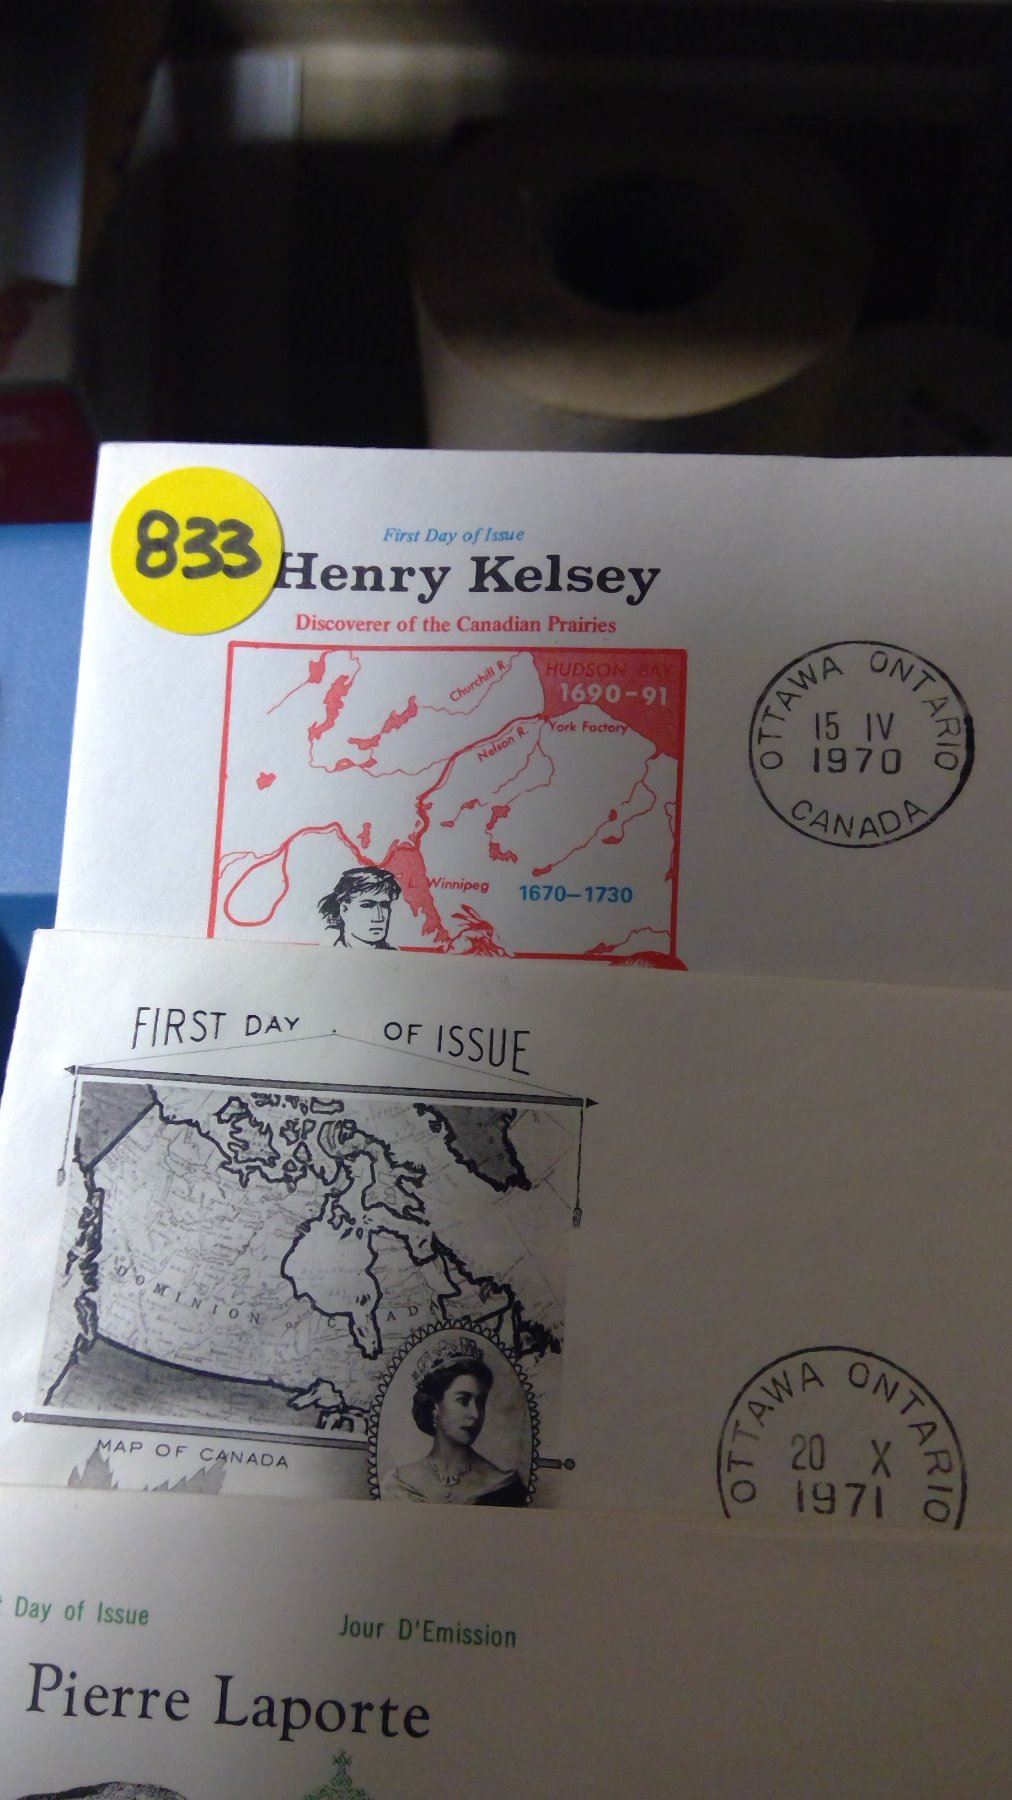 833
First Day of Issue
Henry Kelsey
Discoverer of the Canadian Prairies
HUDSON BAY
1690-91
Churchill R.
York Factory
Nelson R.
L. Winnipeg
1670-1730
OTTAWA ONTARIO
15 IV
1970
CANADA
FIRST DAY OF ISSUE
DOMINION OF CANADA
MAP OF CANADA
OTTAWA ONTARIO
20 X
1971
Day of Issue
Jour D'Emission
Pierre Laporte